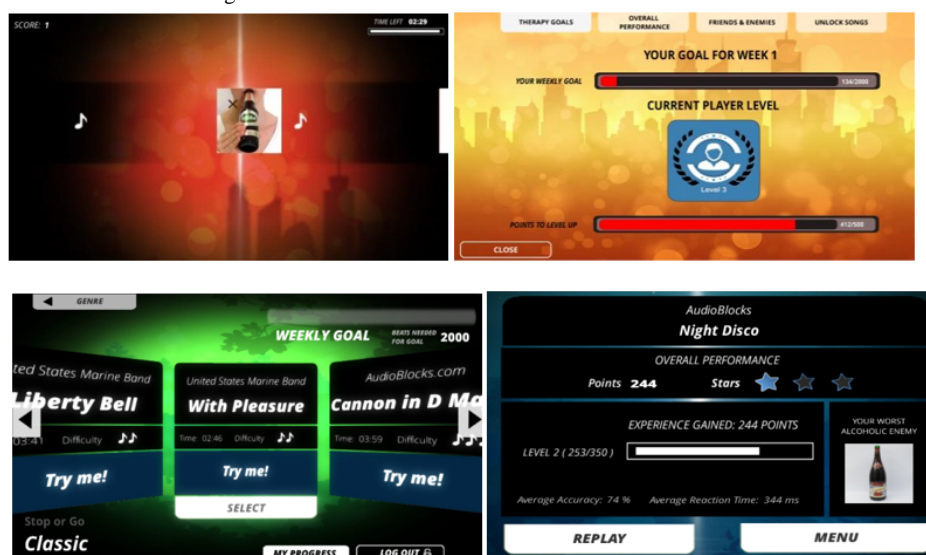 SCORE: 1
TIME LEFT 02:29
THERAPY GOALS
OVERALL PERFORMANCE
FRIENDS & ENEMIES
UNLOCK SONGS
YOUR GOAL FOR WEEK 1
YOUR WEEKLY GOAL 134/2000
CURRENT PLAYER LEVEL
Level 3
POINTS TO LEVEL UP 412/500
CLOSE
GENRE
WEEKLY GOAL BEATS NEEDED FOR GOAL 2000
ted States Marine Band
Liberty Bell
03:41 Difficulty
Try me!
United States Marine Band
With Pleasure
Time: 02:46 Difficulty
Try me!
SELECT
AudioBlocks.com
Cannon in D Ma
Time: 03:59 Difficulty
Try me!
Stop or Go
Classic
MY PROGRESS
LOG OUT
AudioBlocks
Night Disco
OVERALL PERFORMANCE
Points 244 Stars
EXPERIENCE GAINED: 244 POINTS
LEVEL 2 ( 253/350 )
Average Accuracy: 74 % Average Reaction Time: 344 ms
YOUR WORST
ALCOHOLIC ENEMY
REPLAY
MENU